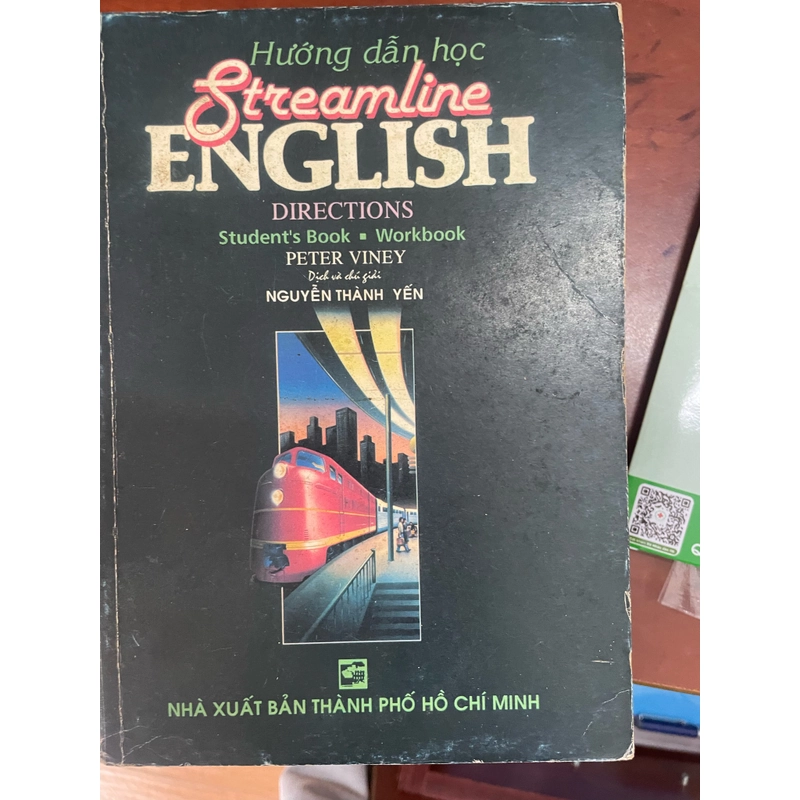 Hướng dẫn học
Streamline
ENGLISH
DIRECTIONS
Student's Book ▪ Workbook
PETER VINEY
Dịch và chú giải
NGUYỄN THÀNH YẾN
NHÀ XUẤT BẢN THÀNH PHỐ HỒ CHÍ MINH